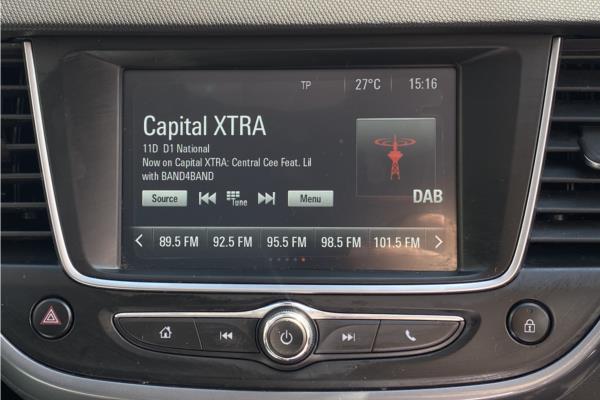 TP 27°C 15:16
Capital XTRA
11D D1 National
Now on Capital XTRA: Central Cee Feat. Lil
with BAND4BAND
Source Tune Menu DAB
89.5 FM 92.5 FM 95.5 FM 98.5 FM 101.5 FM